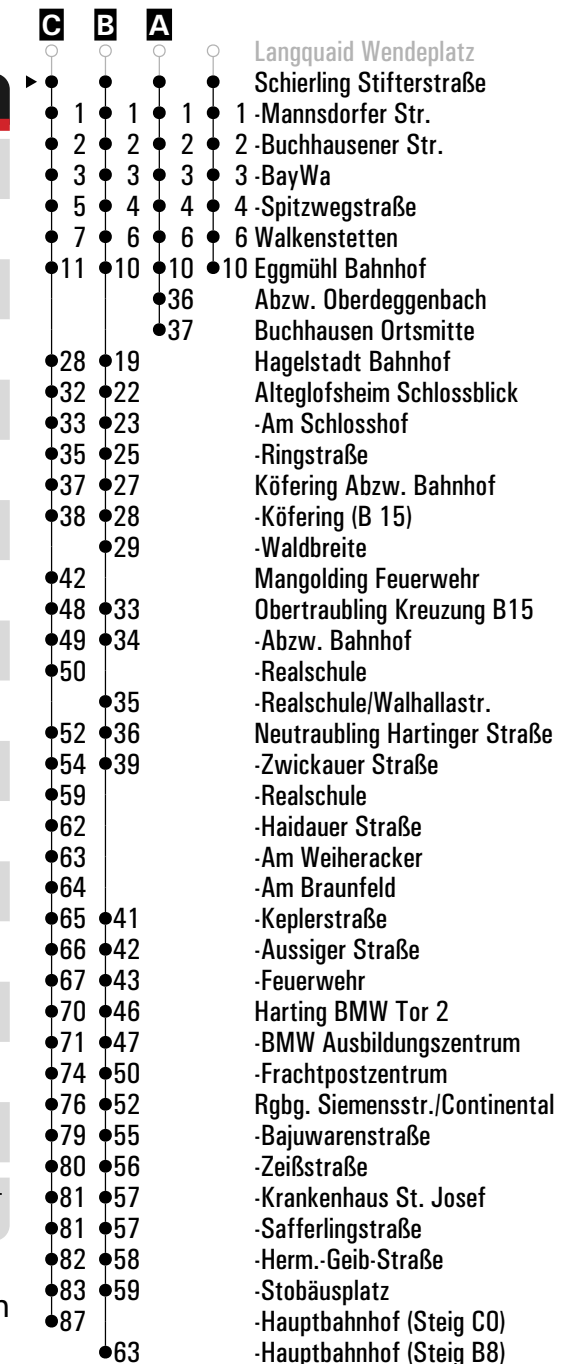 C B A
Langquaid Wendeplatz
Schierling Stifterstraße
1 1 1 1 -Mannsdorfer Str.
2 2 2 2 -Buchhausener Str.
3 3 3 3 -BayWa
5 4 4 4 -Spitzwegstraße
7 6 6 6 Walkenstetten
11 10 10 10 Eggmühl Bahnhof
36 Abzw. Oberdeggenbach
37 Buchhausen Ortsmitte
28 19 Hagelstadt Bahnhof
32 22 Alteglofsheim Schlossblick
33 23 -Am Schlosshof
35 25 -Ringstraße
37 27 Köfering Abzw. Bahnhof
38 28 -Köfering (B 15)
29 -Waldbreite
42 Mangolding Feuerwehr
48 33 Obertraubling Kreuzung B15
49 34 -Abzw. Bahnhof
50 -Realschule
35 -Realschule/Walhallastr.
52 36 Neutraubling Hartinger Straße
54 39 -Zwickauer Straße
59 -Realschule
62 -Haidauer Straße
63 -Am Weiheracker
64 -Am Braunfeld
65 41 -Keplerstraße
66 42 -Aussiger Straße
67 43 -Feuerwehr
70 46 Harting BMW Tor 2
71 47 -BMW Ausbildungszentrum
74 50 -Frachtpostzentrum
76 52 Rgbg. Siemensstr./Continental
79 55 -Bajuwarenstraße
80 56 -Zeißstraße
81 57 -Krankenhaus St. Josef
81 57 -Safferlingstraße
82 58 -Herm.-Geib-Straße
83 59 -Stobäusplatz
87 -Hauptbahnhof (Steig C0)
63 -Hauptbahnhof (Steig B8)